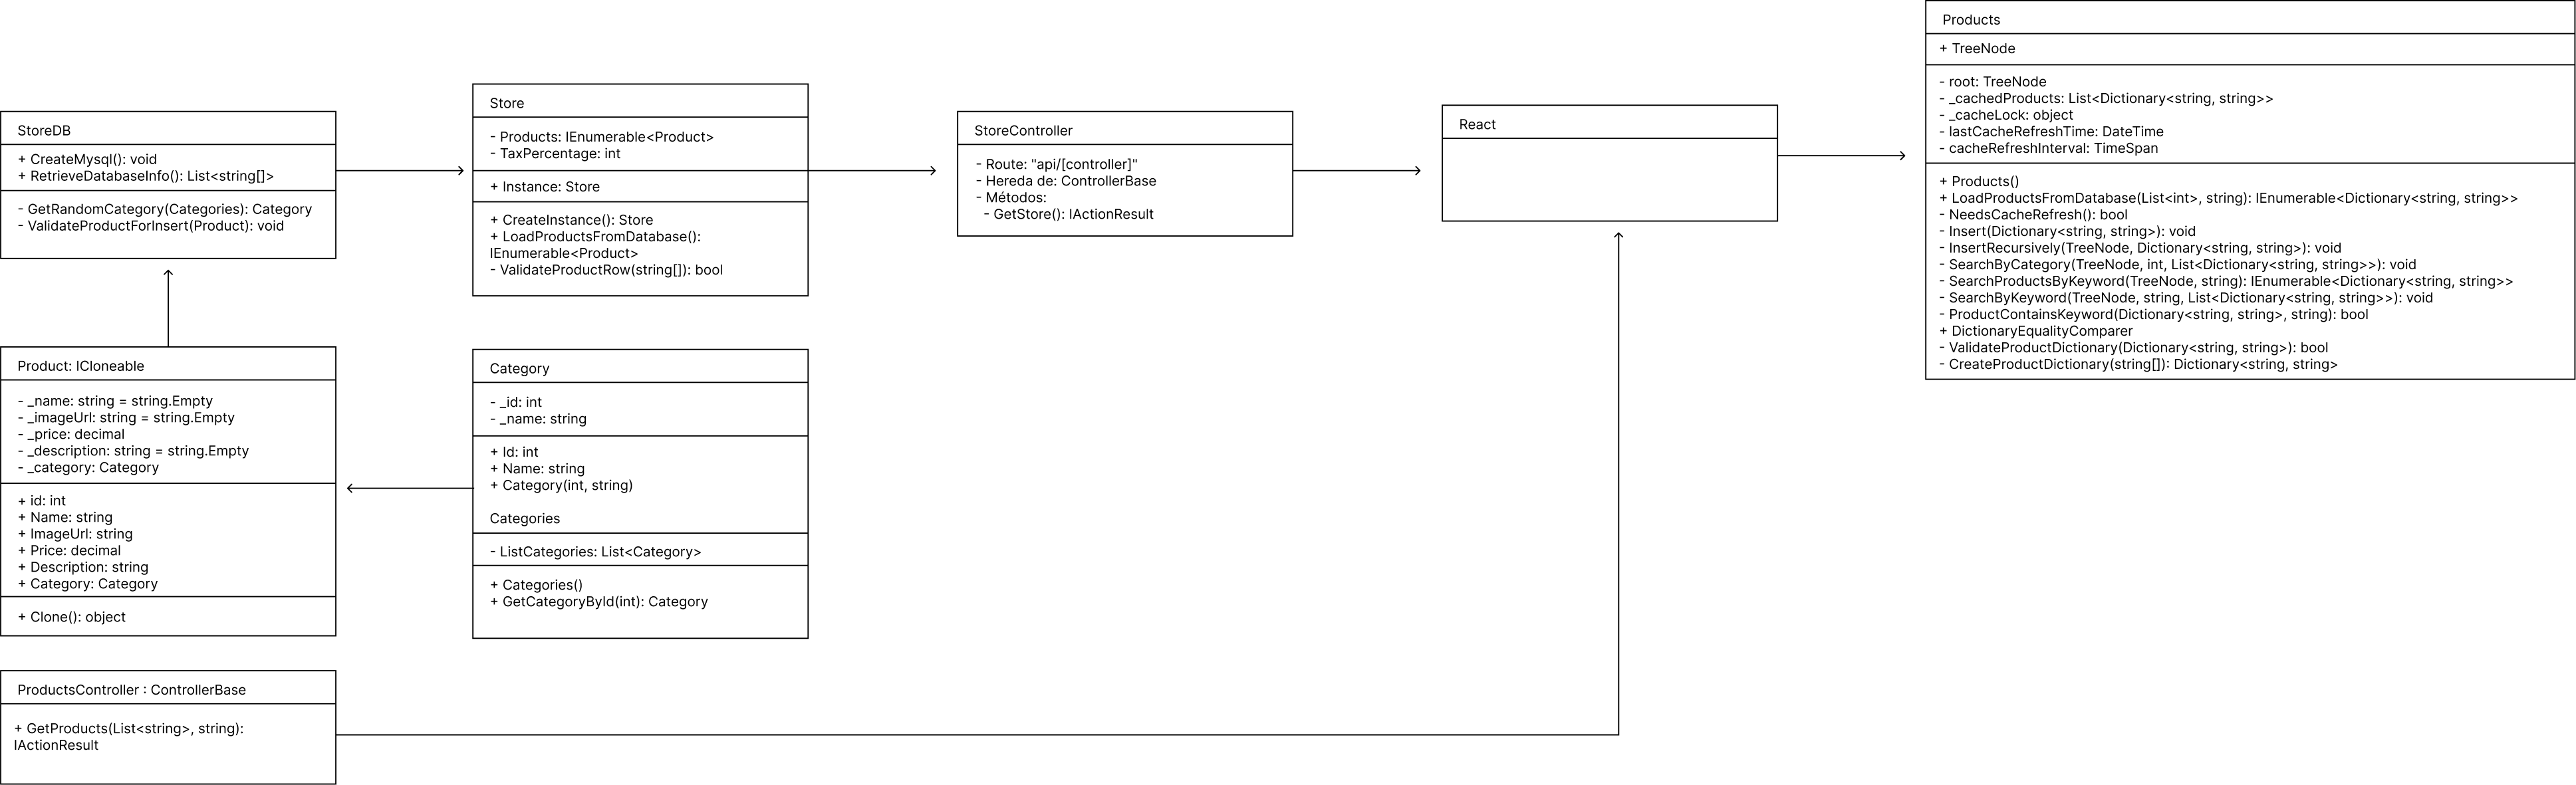 StoreDB
+ CreateMysql(): void
+ RetrieveDatabaseInfo(): List<string[]>
- GetRandomCategory(Categories): Category
- ValidateProductForInsert(Product): void
Store
- Products: IEnumerable<Product>
- TaxPercentage: int
+ Instance: Store
+ CreateInstance(): Store
+ LoadProductsFromDatabase():
IEnumerable<Product>
- ValidateProductRow(string[]): bool
StoreController
- Route: "api/[controller]"
- Hereda de: ControllerBase
- Métodos:
- GetStore(): IActionResult
React
Products
+ TreeNode
- root: TreeNode
- _cachedProducts: List<Dictionary<string, string>>
- _cacheLock: object
- lastCacheRefreshTime: DateTime
- cacheRefreshInterval: TimeSpan
+ Products()
+ LoadProductsFromDatabase(List<int>, string): IEnumerable<Dictionary<string, string>>
- NeedsCacheRefresh(): bool
- Insert(Dictionary<string, string>): void
- InsertRecursively(TreeNode, Dictionary<string, string>): void
- SearchByCategory(TreeNode, int, List<Dictionary<string, string>>): void
- SearchProductsByKeyword(TreeNode, string): IEnumerable<Dictionary<string, string>>
- SearchByKeyword(TreeNode, string, List<Dictionary<string, string>>): void
- ProductContainsKeyword(Dictionary<string, string>, string): bool
+ DictionaryEqualityComparer
- ValidateProductDictionary(Dictionary<string, string>): bool
- CreateProductDictionary(string[]): Dictionary<string, string>
Product: ICloneable
- _name: string = string.Empty
- _imageUrl: string = string.Empty
- _price: decimal
- _description: string = string.Empty
- _category: Category
+ id: int
+ Name: string
+ ImageUrl: string
+ Price: decimal
+ Description: string
+ Category: Category
+ Clone(): object
Category
- _id: int
- _name: string
+ Id: int
+ Name: string
+ Category(int, string)
Categories
- ListCategories: List<Category>
+ Categories()
+ GetCategoryById(int): Category
ProductsController : ControllerBase
+ GetProducts(List<string>, string):
IActionResult